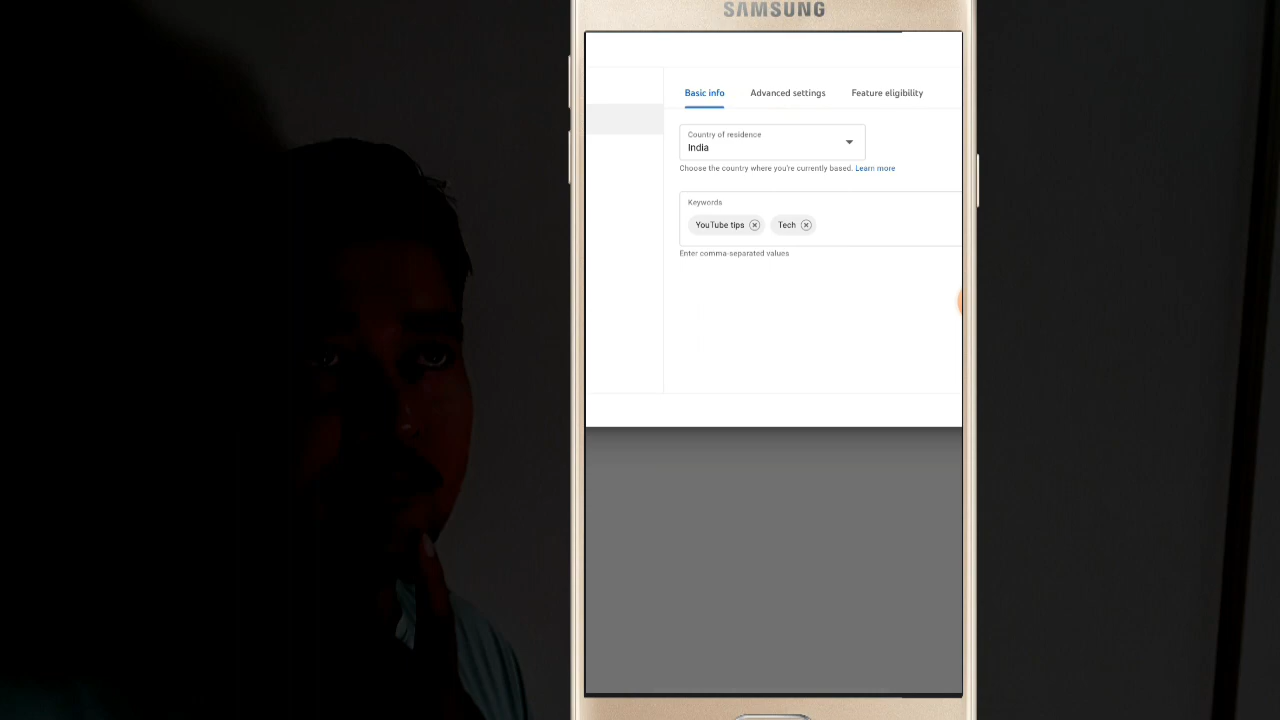 SAMSUNG
Basic info Advanced settings Feature eligibility
Country of residence
India
Choose the country where you're currently based. Learn more
Keywords
YouTube tips Tech
Enter comma-separated values